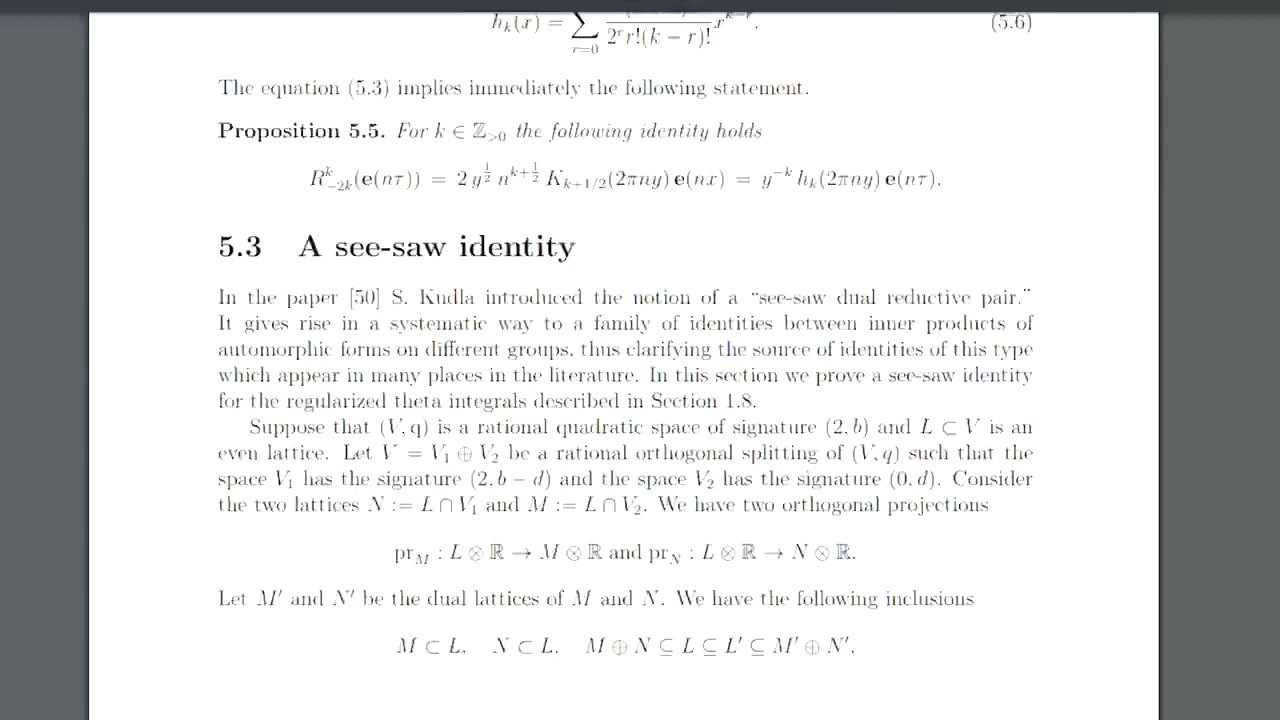 h_k(x) = ∑_{r=0} / 2^r r!(k − r)! x^{k−r}. (5.6)
The equation (5.3) implies immediately the following statement.
Proposition 5.5. For k ∈ ℤ_{>0} the following identity holds
R^k_{−2k}(e(nτ)) = 2 y^{1/2} n^{k+1/2} K_{k+1/2}(2πny) e(nx) = y^{−k} h_k(2πny) e(nτ).
5.3 A see-saw identity
In the paper [50] S. Kudla introduced the notion of a “see-saw dual reductive pair.”
It gives rise in a systematic way to a family of identities between inner products of
automorphic forms on different groups, thus clarifying the source of identities of this type
which appear in many places in the literature. In this section we prove a see-saw identity
for the regularized theta integrals described in Section 1.8.
Suppose that (V, q) is a rational quadratic space of signature (2, b) and L ⊂ V is an
even lattice. Let V = V₁ ⊕ V₂ be a rational orthogonal splitting of (V, q) such that the
space V₁ has the signature (2, b − d) and the space V₂ has the signature (0, d). Consider
the two lattices N := L ∩ V₁ and M := L ∩ V₂. We have two orthogonal projections
pr_M : L ⊗ ℝ → M ⊗ ℝ and pr_N : L ⊗ ℝ → N ⊗ ℝ.
Let M′ and N′ be the dual lattices of M and N. We have the following inclusions
M ⊂ L, N ⊂ L, M ⊕ N ⊆ L ⊆ L′ ⊆ M′ ⊕ N′,